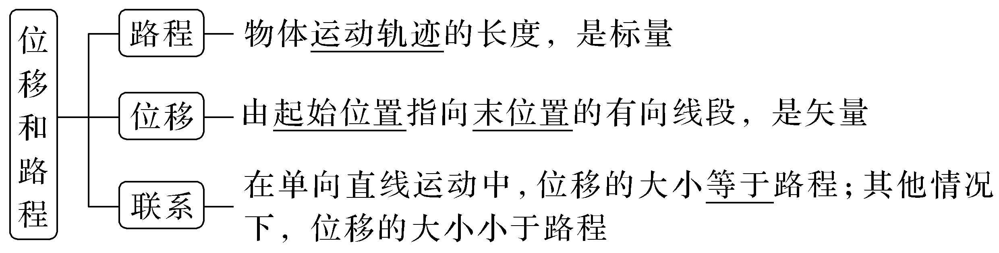 位移和路程
路程
物体运动轨迹的长度，是标量
位移
由起始位置指向末位置的有向线段，是矢量
联系
在单向直线运动中,位移的大小等于路程;其他情况
下，位移的大小小于路程